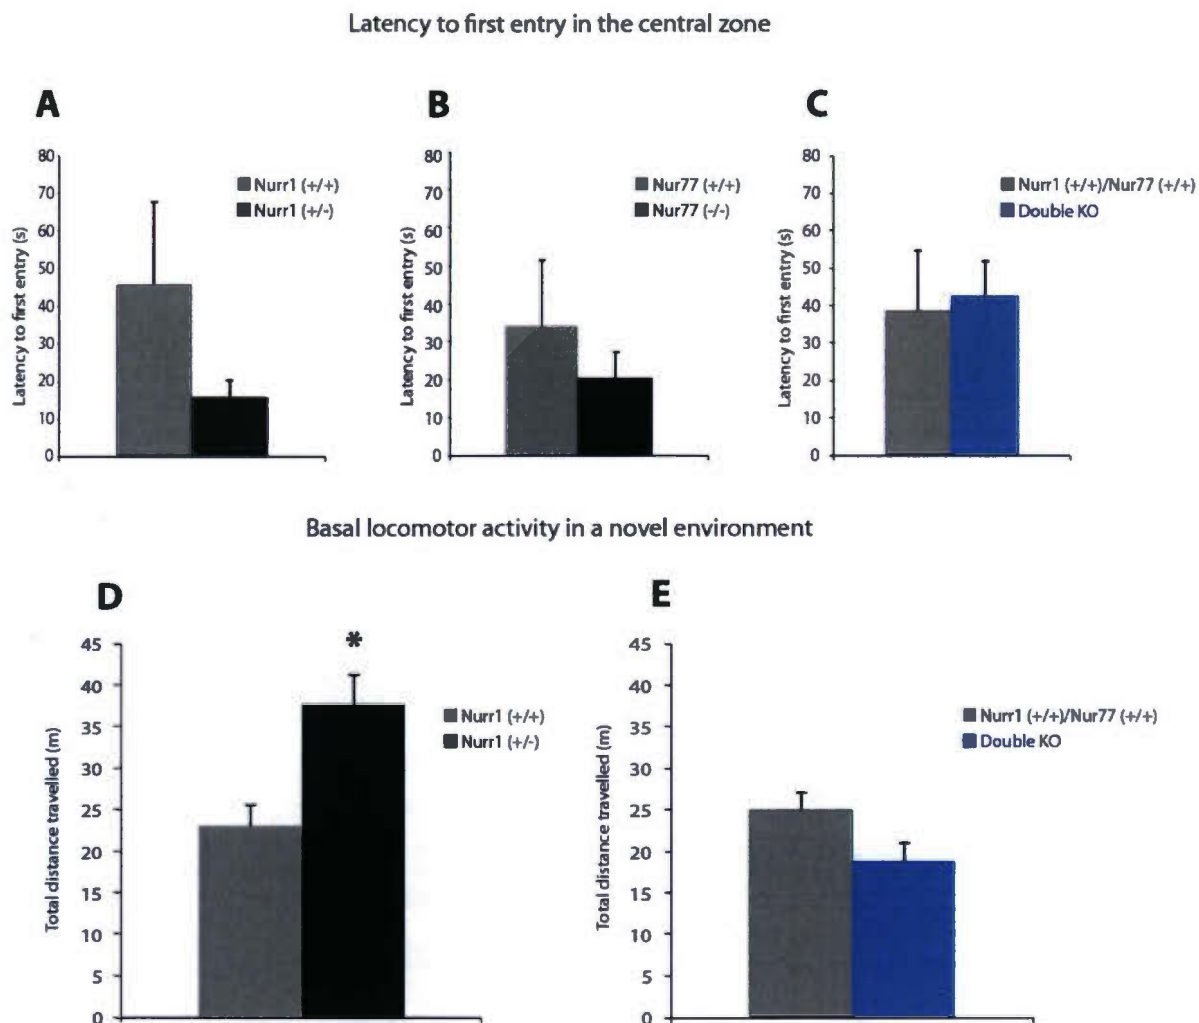 Latency to first entry in the central zone
A
B
C
80
70
60
50
40
30
20
10
0
Latency to first entry (s)
Nurr1 (+/+)
Nurr1 (+/-)
80
70
60
50
40
30
20
10
0
Latency to first entry (s)
Nur77 (+/+)
Nur77 (-/-)
80
70
60
50
40
30
20
10
0
Latency to first entry (s)
Nurr1 (+/+)/Nur77 (+/+)
Double KO
Basal locomotor activity in a novel environment
D
E
45
40
35
30
25
20
15
10
5
0
Total distance travelled (m)
*
Nurr1 (+/+)
Nurr1 (+/-)
45
40
35
30
25
20
15
10
5
0
Total distance travelled (m)
Nurr1 (+/+)/Nur77 (+/+)
Double KO